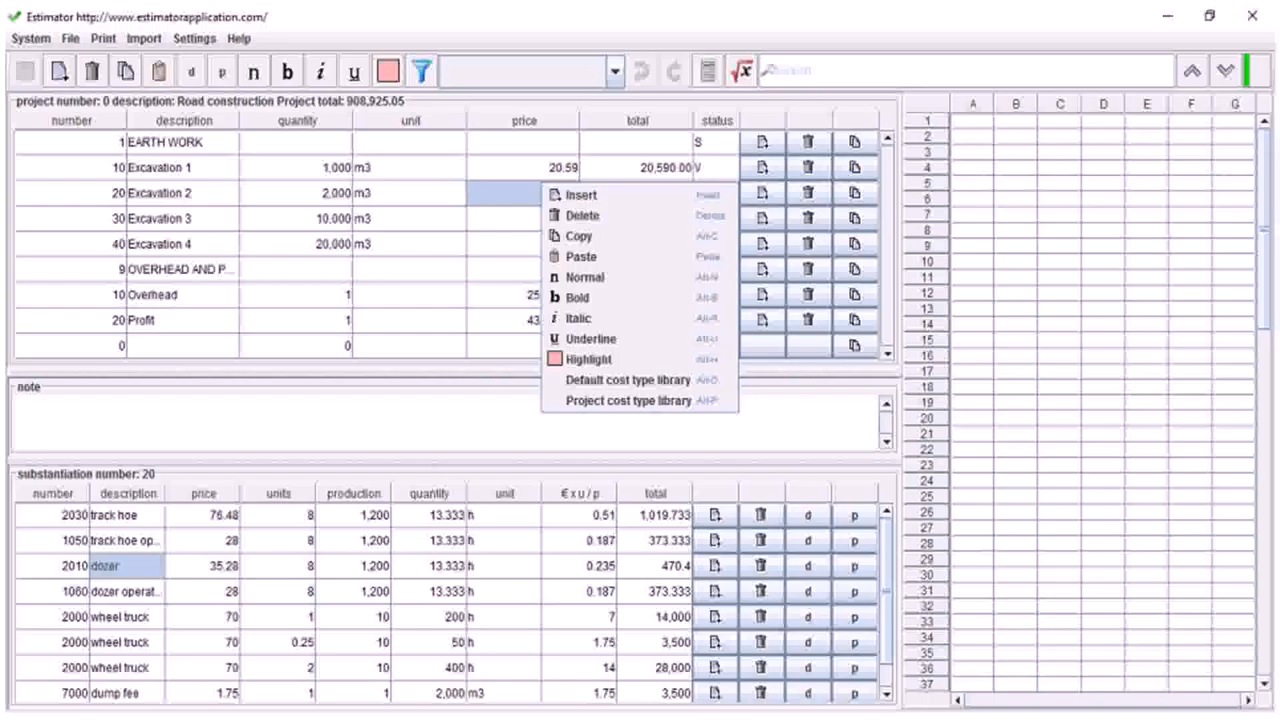 Estimator http://www.estimatorapplication.com/
System File Print Import Settings Help
d p n b i u √x
project number: 0 description: Road construction Project total: 908,925.05
number description quantity unit price total status
1 EARTH WORK S
10 Excavation 1 1,000 m3 20.59 20,590.00 V
20 Excavation 2 2,000 m3
30 Excavation 3 10,000 m3
40 Excavation 4 20,000 m3
9 OVERHEAD AND P...
10 Overhead 1 25
20 Profit 1 43
0 0
Insert Insert
Delete Delete
Copy Alt-C
Paste Paste
n Normal Alt-N
b Bold Alt-B
i Italic
u Underline Alt-U
Highlight Alt-H
Default cost type library Alt-D
Project cost type library Alt-P
note
substantiation number: 20
number description price units production quantity unit € x u / p total
2030 track hoe 76.48 8 1,200 13.333 h 0.51 1,019.733 d p
1050 track hoe op... 28 8 1,200 13.333 h 0.187 373.333 d p
2010 dozer 35.28 8 1,200 13.333 h 0.235 470.4 d p
1060 dozer operat... 28 8 1,200 13.333 h 0.187 373.333 d p
2000 wheel truck 70 1 10 200 h 7 14,000 d p
2000 wheel truck 70 0.25 10 50 h 1.75 3,500 d p
2000 wheel truck 70 2 10 400 h 14 28,000 d p
7000 dump fee 1.75 1 1 2,000 m3 1.75 3,500 d p
A B C D E F G
1
2
3
4
5
6
7
8
9
10
11
12
13
14
15
16
17
18
19
20
21
22
23
24
25
26
27
28
29
30
31
32
33
34
35
36
37